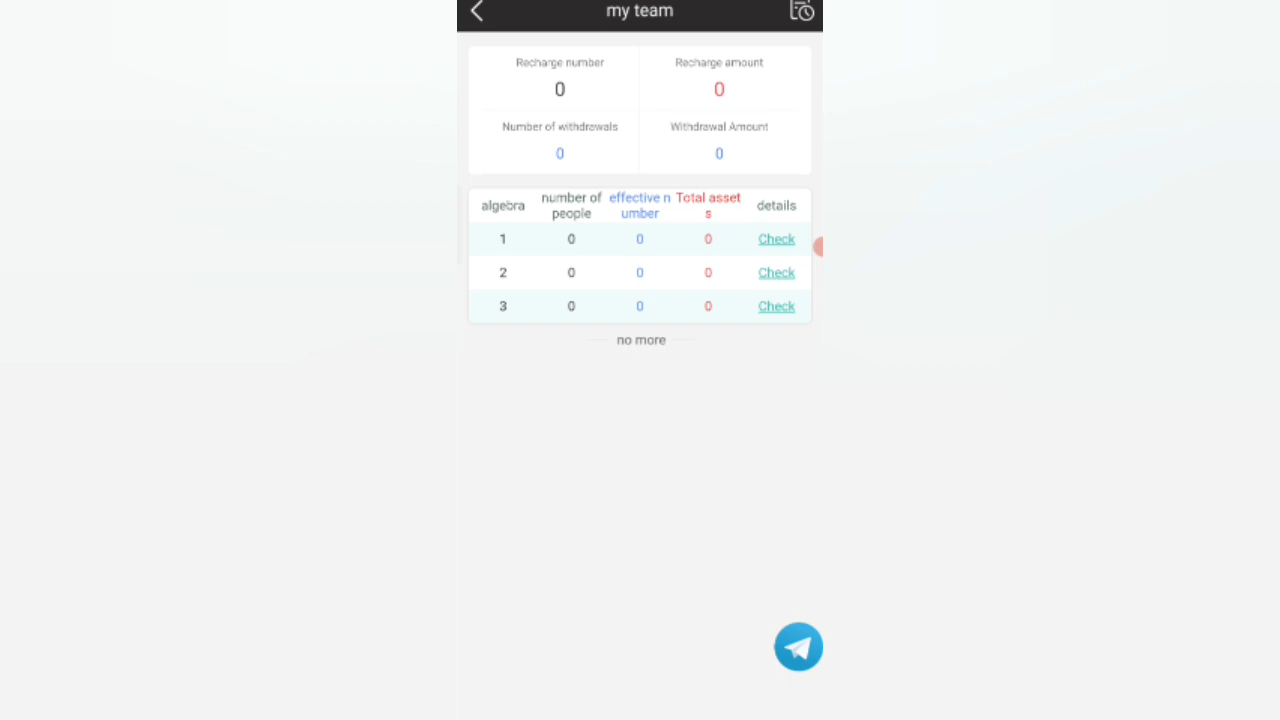 my team
Recharge number
Recharge amount
0
0
Number of withdrawals
Withdrawal Amount
0
0
algebra
number of
people
effective n
umber
Total asset
s
details
1 0 0 0 Check
2 0 0 0 Check
3 0 0 0 Check
no more